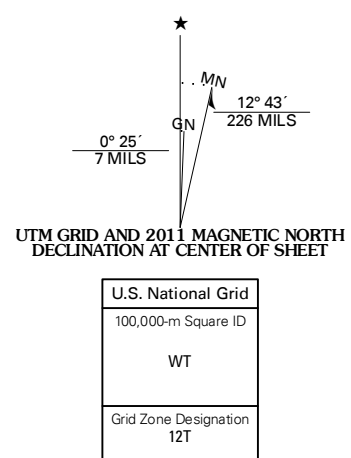 ★
MN
12° 43´
226 MILS
GN
0° 25´
7 MILS
UTM GRID AND 2011 MAGNETIC NORTH
DECLINATION AT CENTER OF SHEET
U.S. National Grid
100,000-m Square ID
WT
Grid Zone Designation
12T